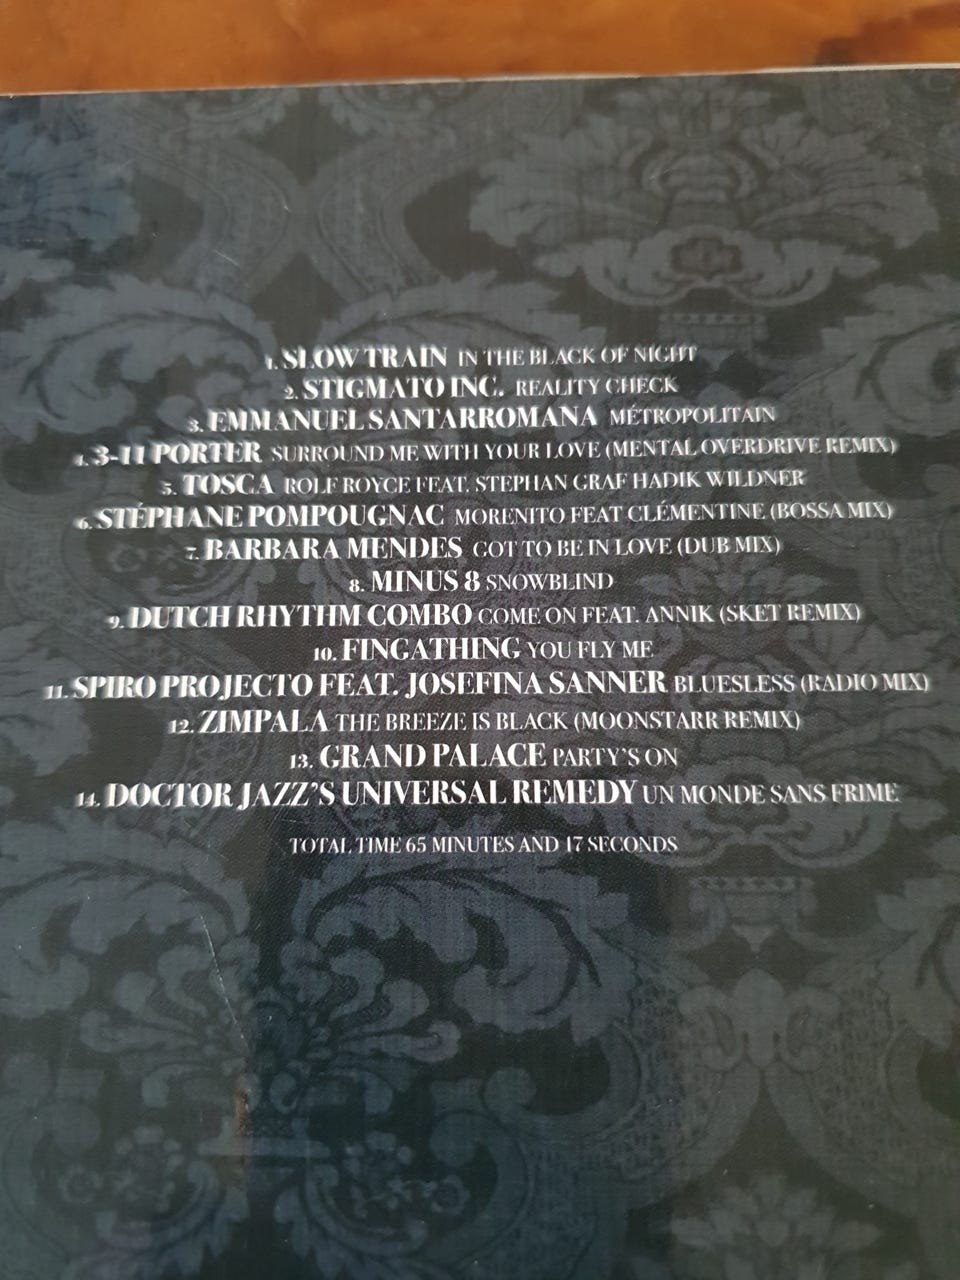 1. SLOW TRAIN IN THE BLACK OF NIGHT
2. STIGMATO INC. REALITY CHECK
3. EMMANUEL SANTARROMANA MÉTROPOLITAIN
4. 3-11 PORTER SURROUND ME WITH YOUR LOVE (MENTAL OVERDRIVE REMIX)
5. TOSCA ROLF ROYCE FEAT. STEPHAN GRAF HADIK WILDNER
6. STÉPHANE POMPOUGNAC MORENITO FEAT CLÉMENTINE (BOSSA MIX)
7. BARBARA MENDES GOT TO BE IN LOVE (DUB MIX)
8. MINUS 8 SNOWBLIND
9. DUTCH RHYTHM COMBO COME ON FEAT. ANNIK (SKET REMIX)
10. FINGATHING YOU FLY ME
11. SPIRO PROJECTO FEAT. JOSEFINA SANNER BLUESLESS (RADIO MIX)
12. ZIMPALA THE BREEZE IS BLACK (MOONSTARR REMIX)
13. GRAND PALACE PARTY'S ON
14. DOCTOR JAZZ'S UNIVERSAL REMEDY UN MONDE SANS FRIME
TOTAL TIME 65 MINUTES AND 17 SECONDS